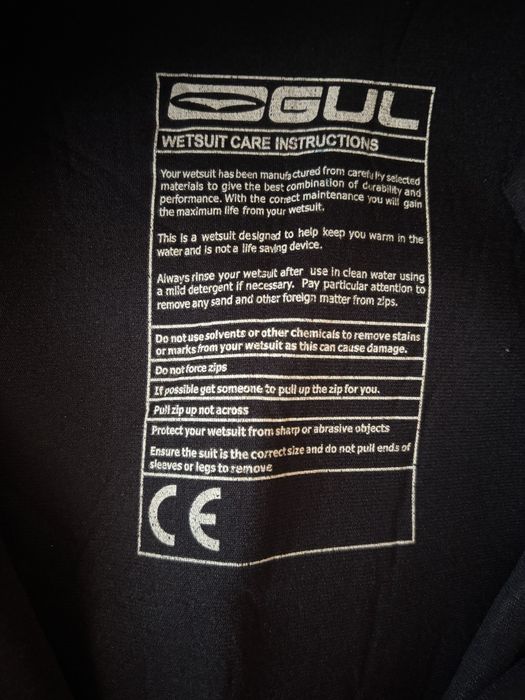 GUL
WETSUIT CARE INSTRUCTIONS
Your wetsuit has been manufactured from carefully selected
materials to give the best combination of durability and
performance. With the correct maintenance you will gain
the maximum life from your wetsuit.
This is a wetsuit designed to help keep you warm in the
water and is not a life saving device.
Always rinse your wetsuit after use in clean water using
a mild detergent if necessary. Pay particular attention to
remove any sand and other foreign matter from zips.
Do not use solvents or other chemicals to remove stains
or marks from your wetsuit as this can cause damage.
Do not force zips
If possible get someone to pull up the zip for you.
Pull zip up not across
Protect your wetsuit from sharp or abrasive objects
Ensure the suit is the correct size and do not pull ends of
sleeves or legs to remove
CE